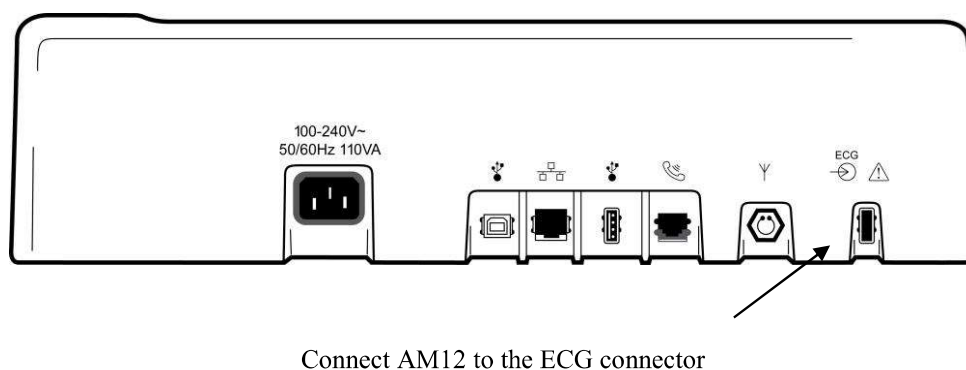 100-240V~
50/60Hz 110VA
ECG
Connect AM12 to the ECG connector